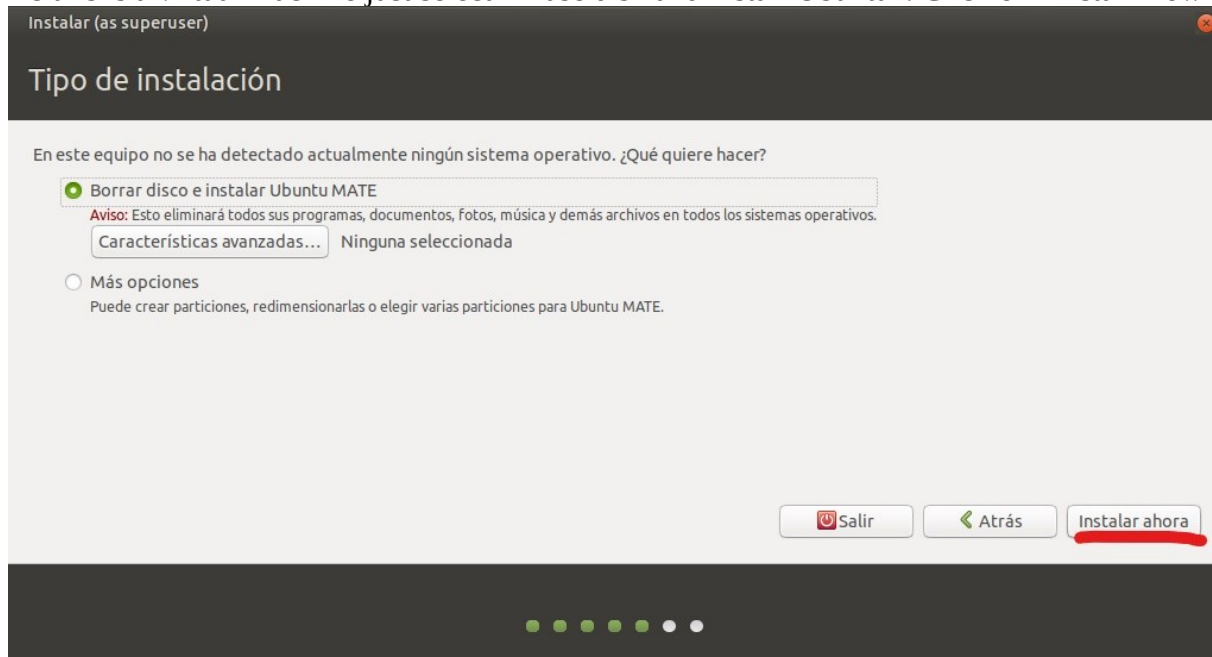 Instalar (as superuser)
Tipo de instalación
En este equipo no se ha detectado actualmente ningún sistema operativo. ¿Qué quiere hacer?
Borrar disco e instalar Ubuntu MATE
Aviso: Esto eliminará todos sus programas, documentos, fotos, música y demás archivos en todos los sistemas operativos.
Características avanzadas... Ninguna seleccionada
Más opciones
Puede crear particiones, redimensionarlas o elegir varias particiones para Ubuntu MATE.
Salir Atrás Instalar ahora